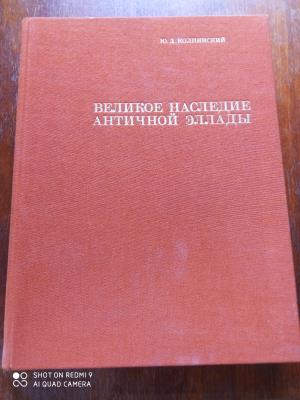 Ю. Д. КОЛПИНСКИЙ
ВЕЛИКОЕ НАСЛЕДИЕ
АНТИЧНОЙ ЭЛЛАДЫ
SHOT ON REDMI 9
AI QUAD CAMERA